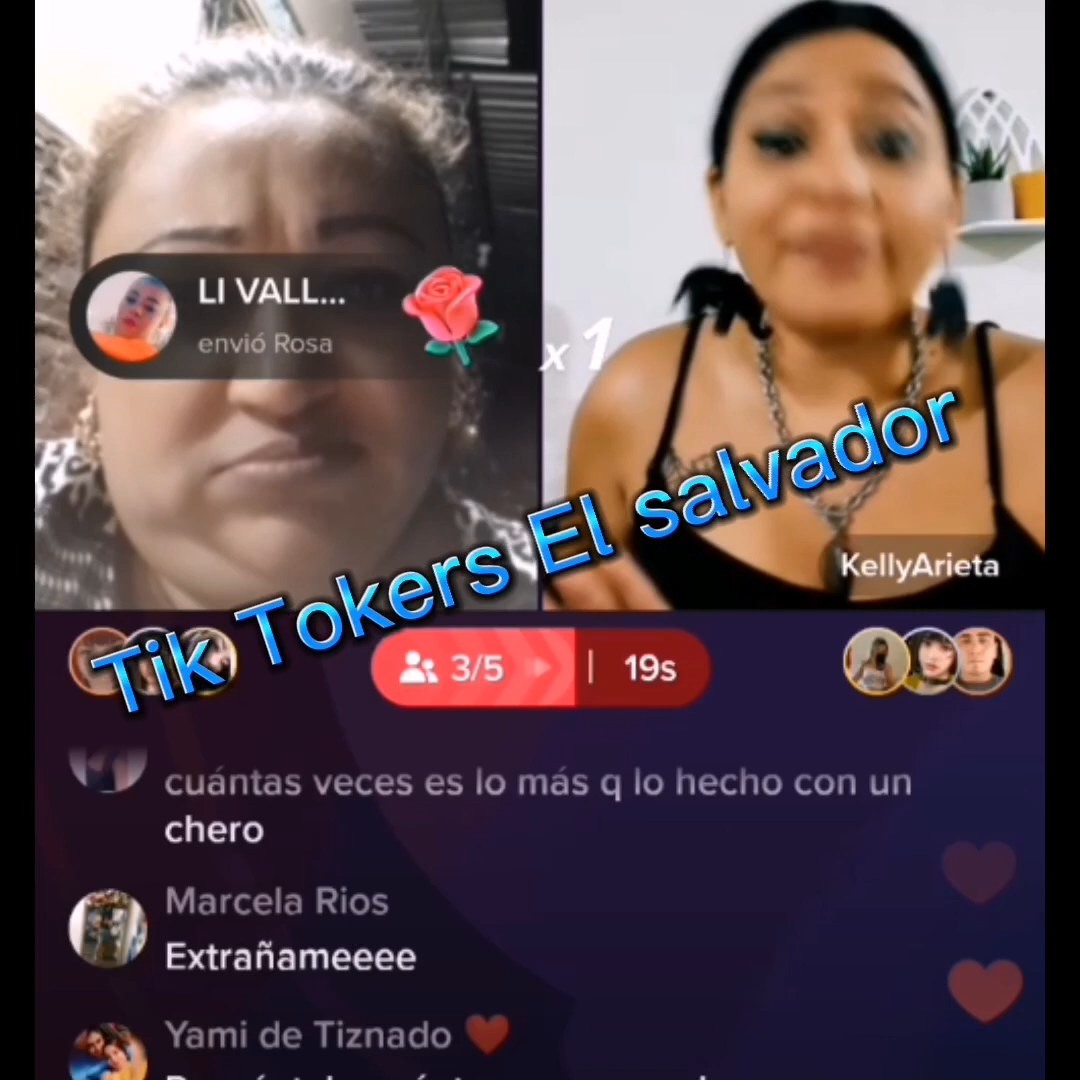 LI VALL...
envió Rosa
x 1
KellyArieta
Tik Tokers El salvador
3/5
19s
cuántas veces es lo más q lo hecho con un
chero
Marcela Rios
Extrañameeee
Yami de Tiznado